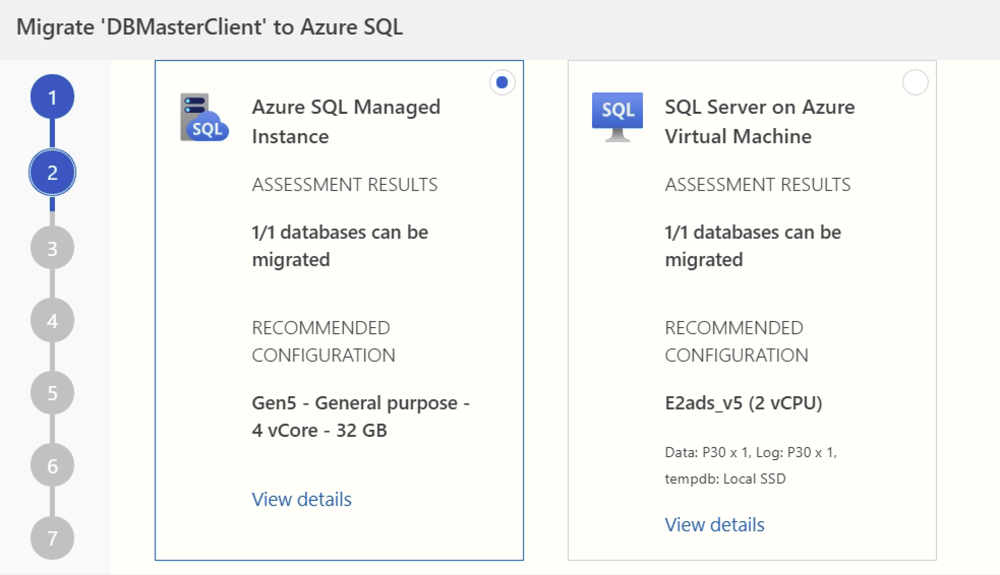 Migrate 'DBMasterClient' to Azure SQL
1
2
3
4
5
6
7
SQL
Azure SQL Managed
Instance
ASSESSMENT RESULTS
1/1 databases can be
migrated
RECOMMENDED
CONFIGURATION
Gen5 - General purpose -
4 vCore - 32 GB
View details
SQL
SQL Server on Azure
Virtual Machine
ASSESSMENT RESULTS
1/1 databases can be
migrated
RECOMMENDED
CONFIGURATION
E2ads_v5 (2 vCPU)
Data: P30 x 1, Log: P30 x 1,
tempdb: Local SSD
View details